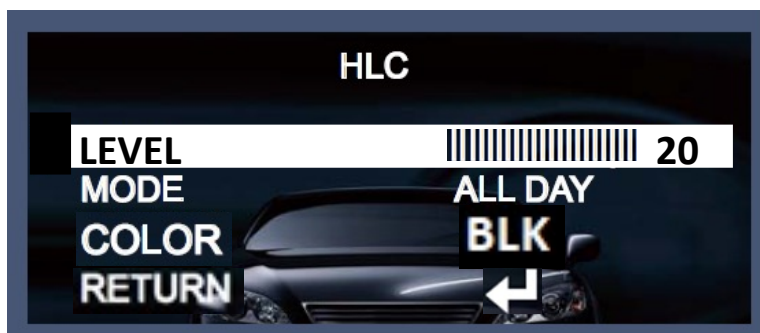 HLC
LEVEL 20
MODE ALL DAY
COLOR BLK
RETURN ↵